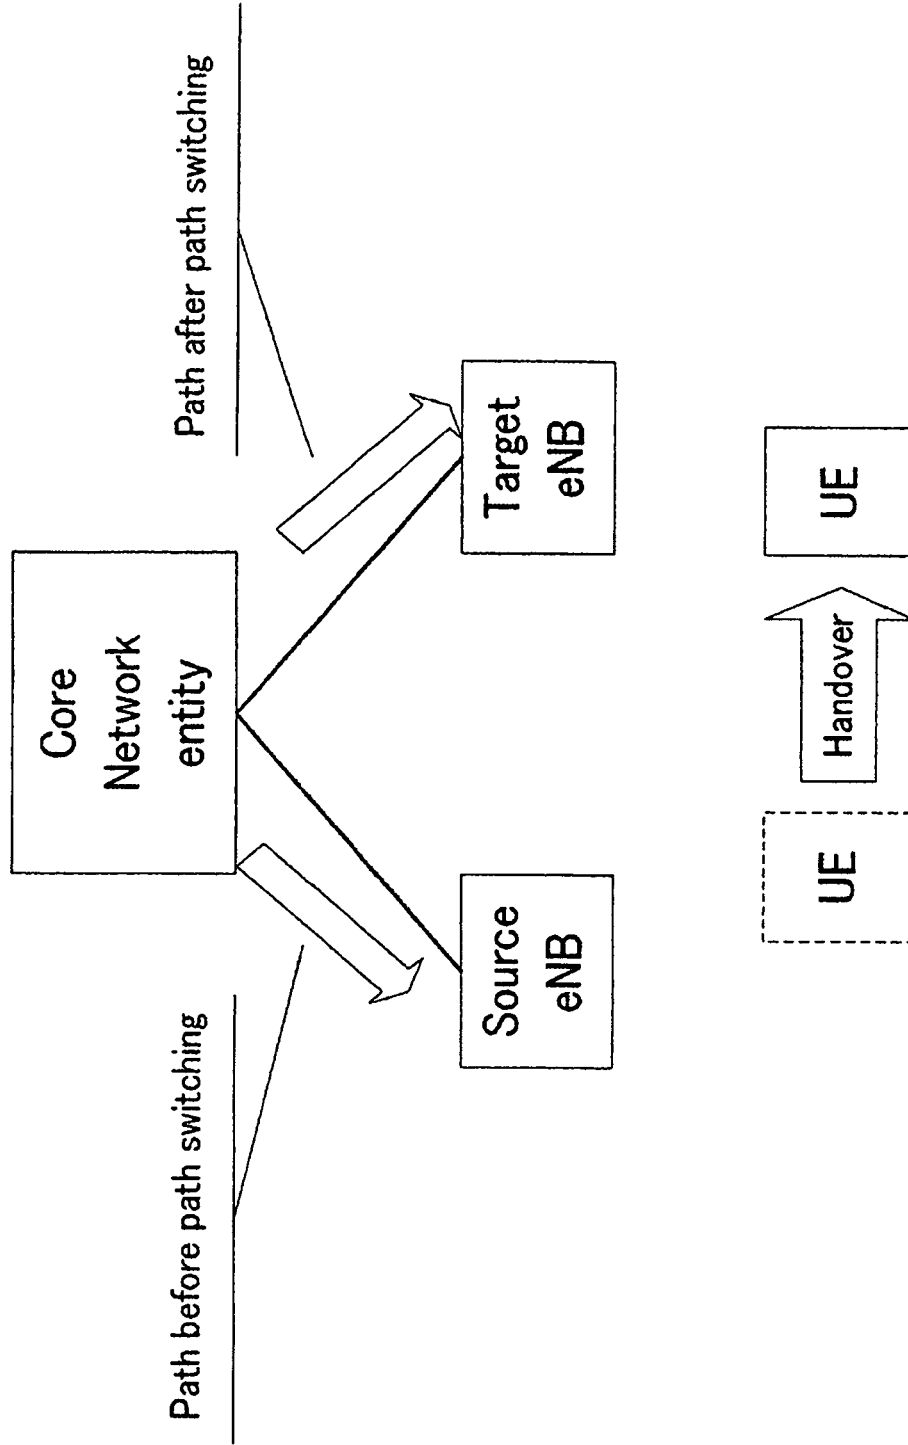 Core
Network
entity
Path before path switching
Path after path switching
Source
eNB
Target
eNB
UE
Handover
UE